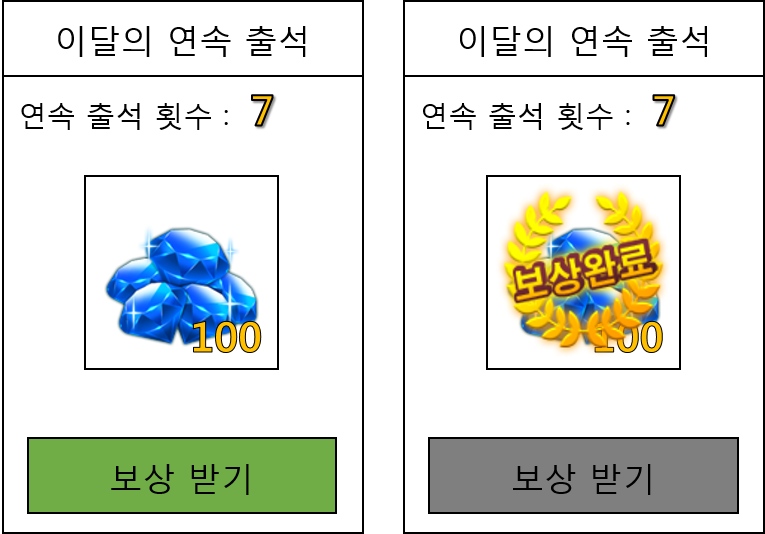 이달의 연속 출석
연속 출석 횟수 : 7
100
보상 받기
이달의 연속 출석
연속 출석 횟수 : 7
보상완료
100
보상 받기